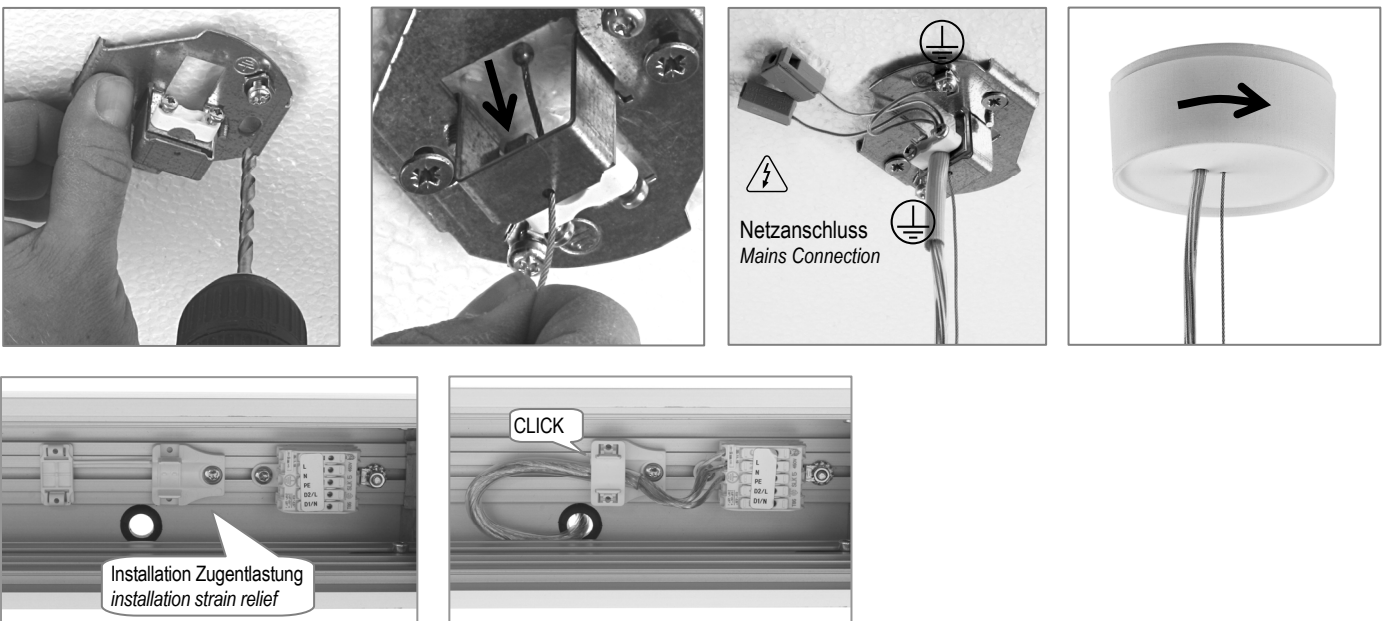 Netzanschluss
Mains Connection
Installation Zugentlastung
installation strain relief
L
N
PE
D2/L
D1/N
CLICK
L
N
PE
D2/L
D1/N